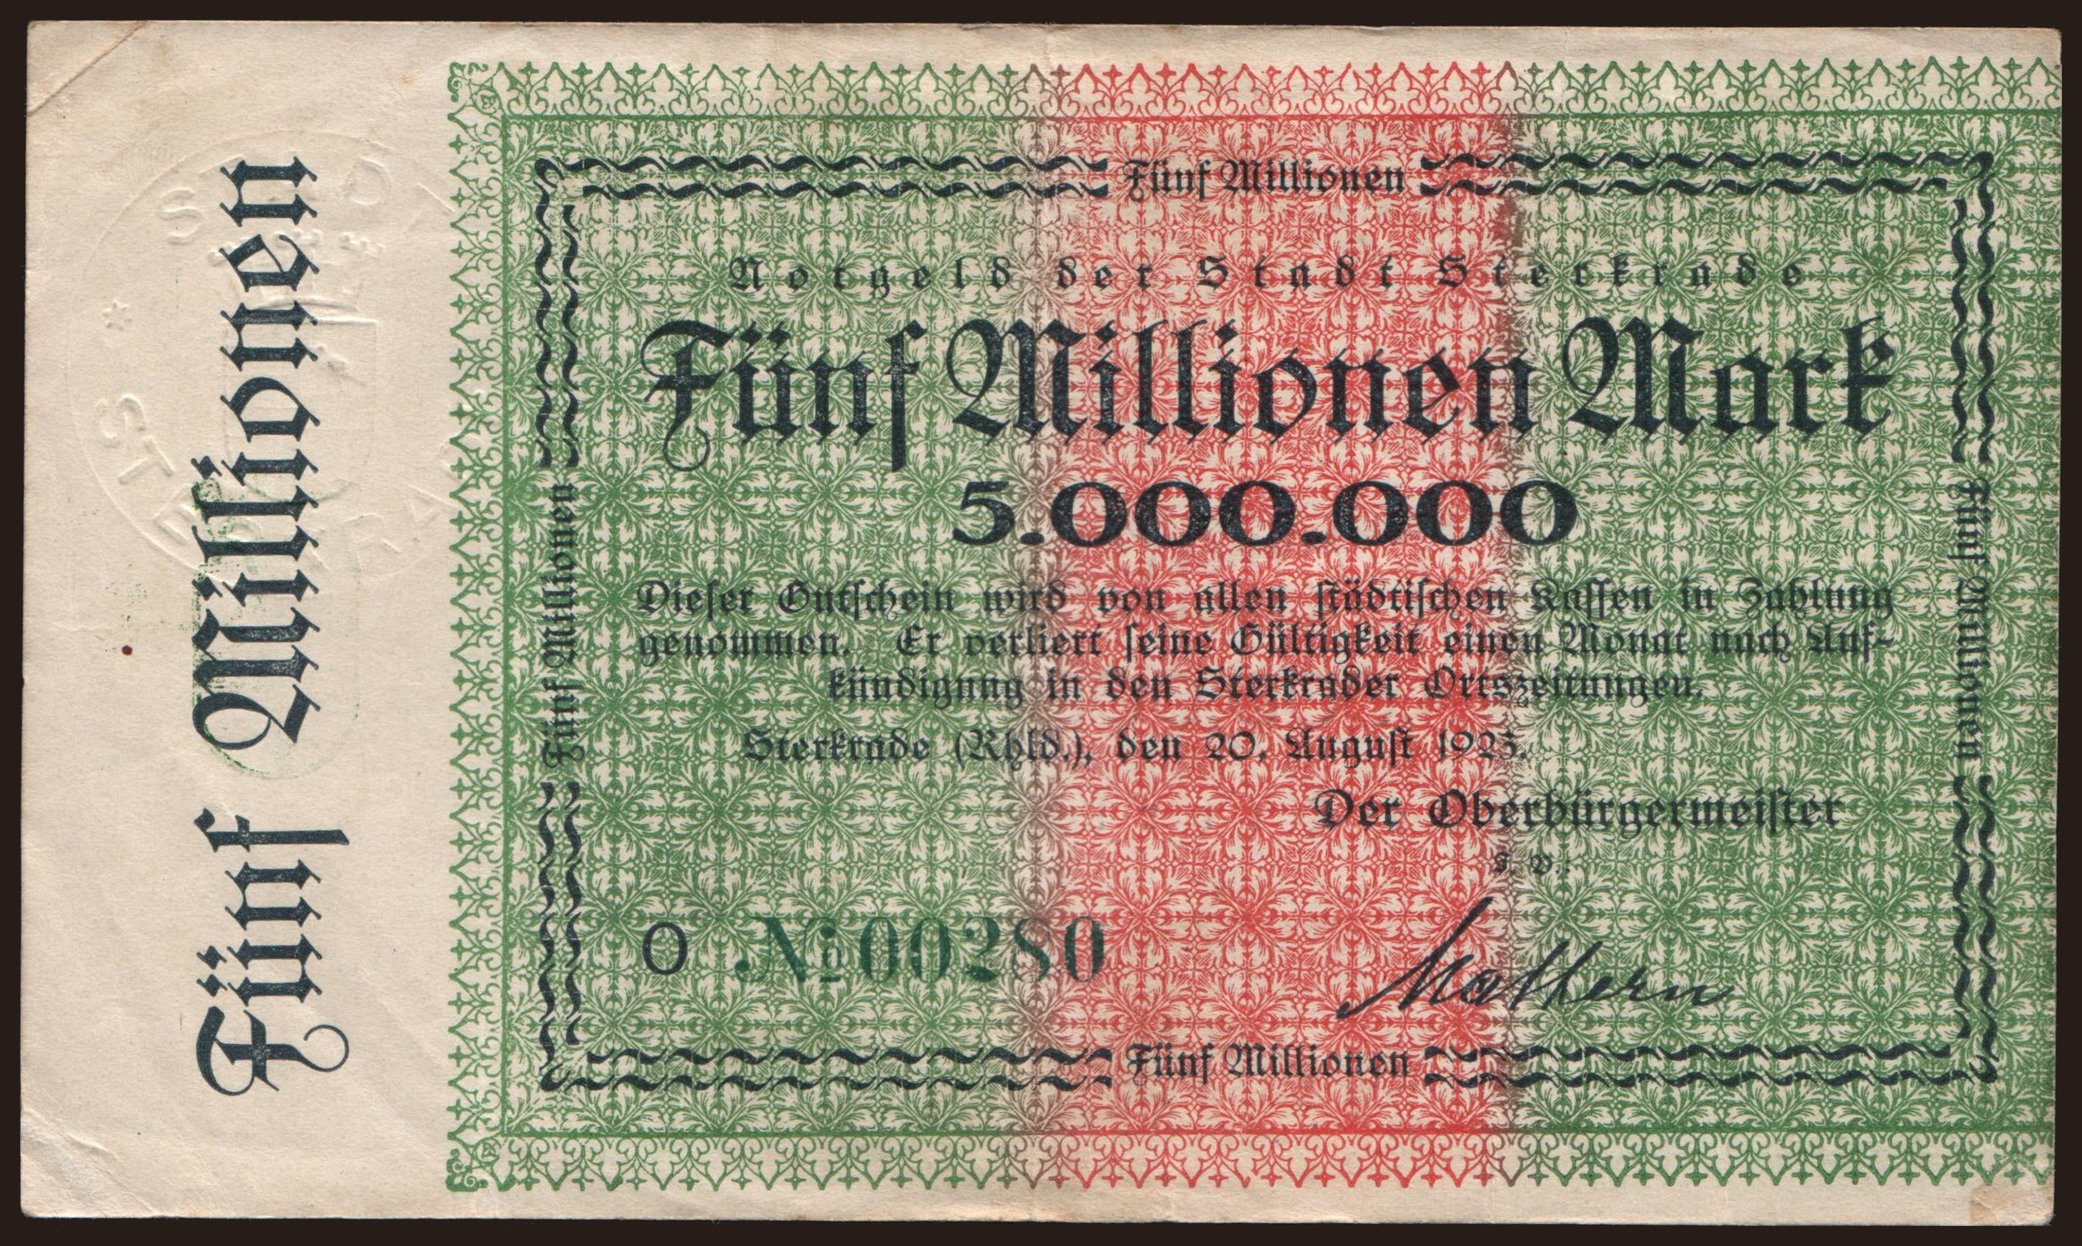 Fünf Millionen
Fünf Millionen
Notgeld der Stadt Sterkrade
Fünf Millionen Mark
5.000.000
Dieser Gutschein wird von allen städtischen Kassen in Zahlung
genommen. Er verliert seine Gültigkeit einen Monat nach Auf-
kündigung in den Sterkrader Ortszeitungen.
Sterkrade (Rhld.), den 20. August 1923.
Der Oberbürgermeister
I. V.:
O № 00280
Fünf Millionen
Fünf Millionen
Fünf Millionen